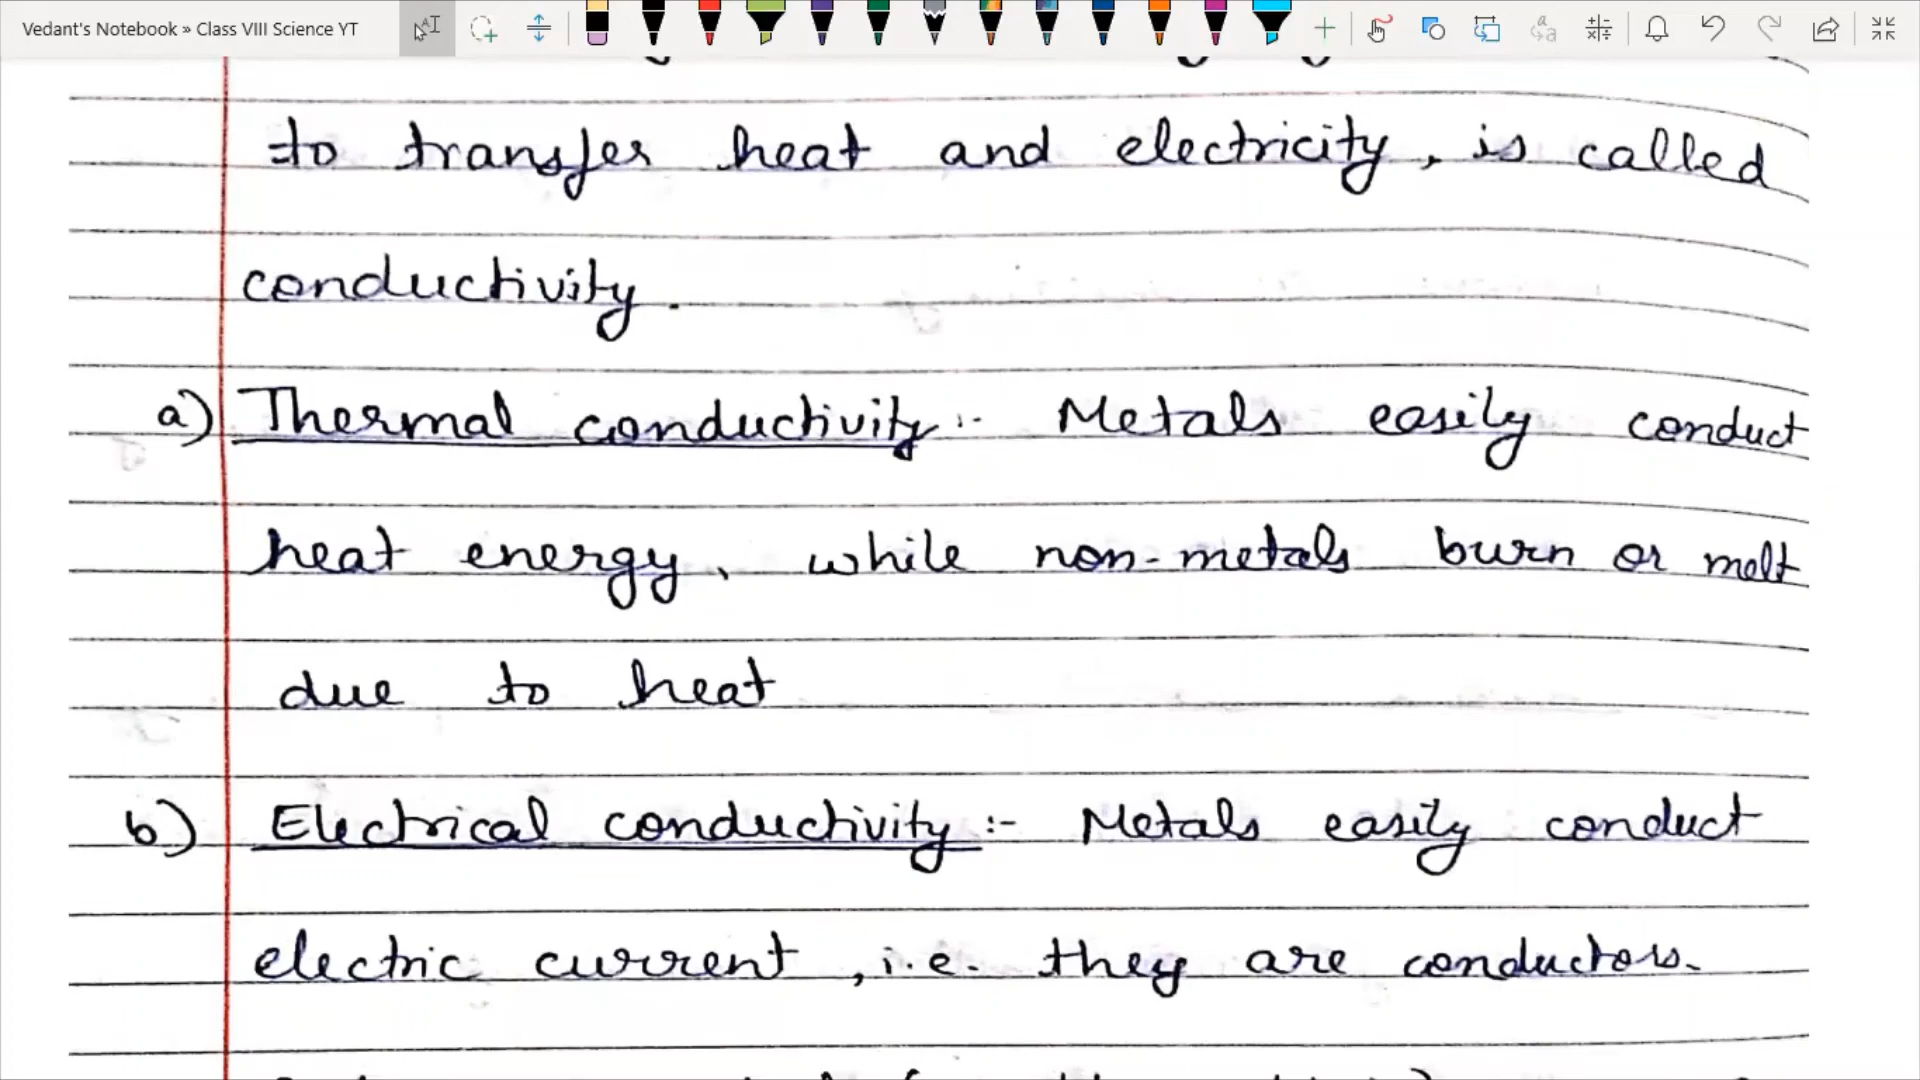 Vedant's Notebook » Class VIII Science YT
to transfer heat and electricity, is called
conductivity.
a) Thermal conductivity :- Metals easily conduct
heat energy, while non-metals burn or melt
due to heat
b) Electrical conductivity :- Metals easily conduct
electric current, i.e. they are conductors.